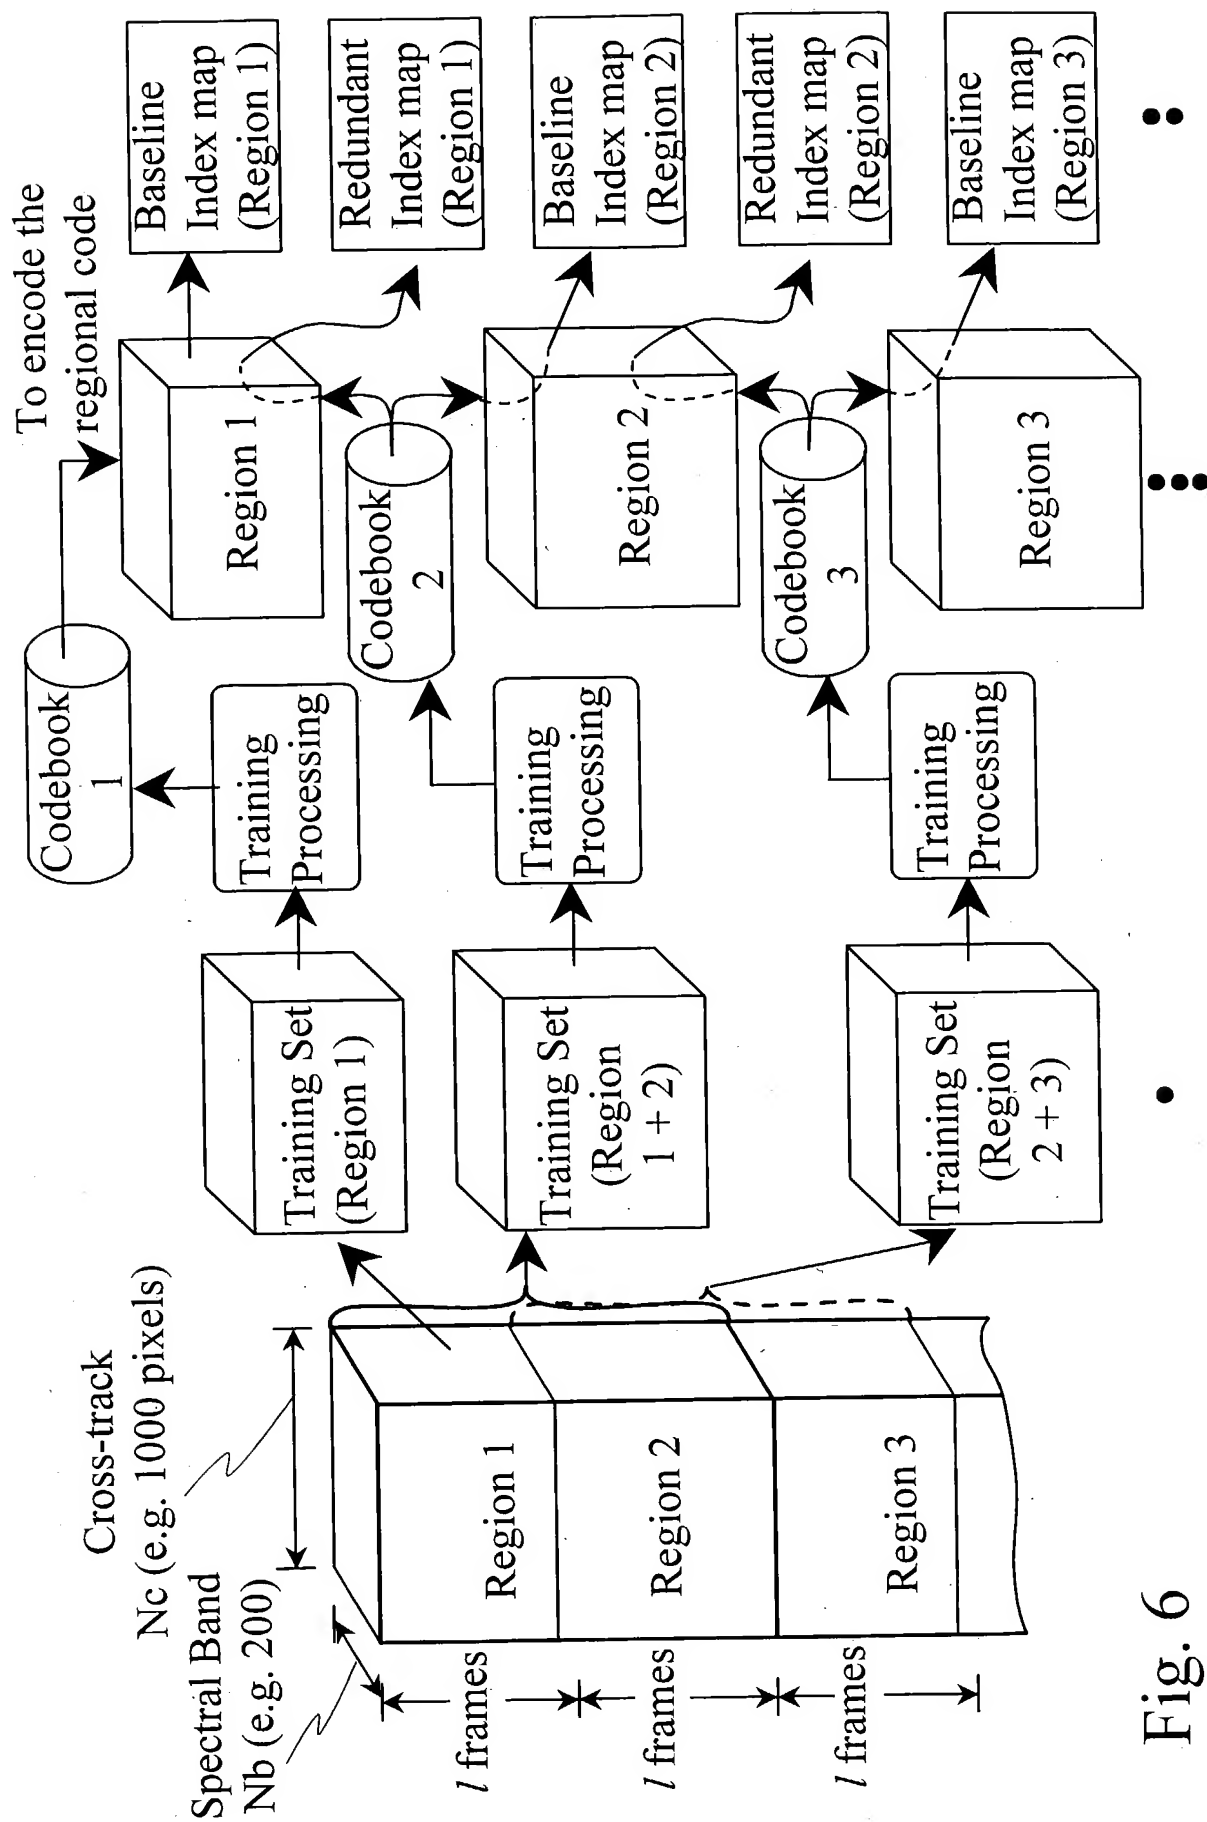 Cross-track
Nc (e.g. 1000 pixels)
Spectral Band
Nb (e.g. 200)
l frames
l frames
l frames
Region 1
Region 2
Region 3
Training Set
(Region 1)
Training Set
(Region
1 + 2)
Training Set
(Region
2 + 3)
Training
Processing
Training
Processing
Training
Processing
Codebook
1
Codebook
2
Codebook
3
To encode the
regional code
Region 1
Region 2
Region 3
Baseline
Index map
(Region 1)
Redundant
Index map
(Region 1)
Baseline
Index map
(Region 2)
Redundant
Index map
(Region 2)
Baseline
Index map
(Region 3)
Fig. 6